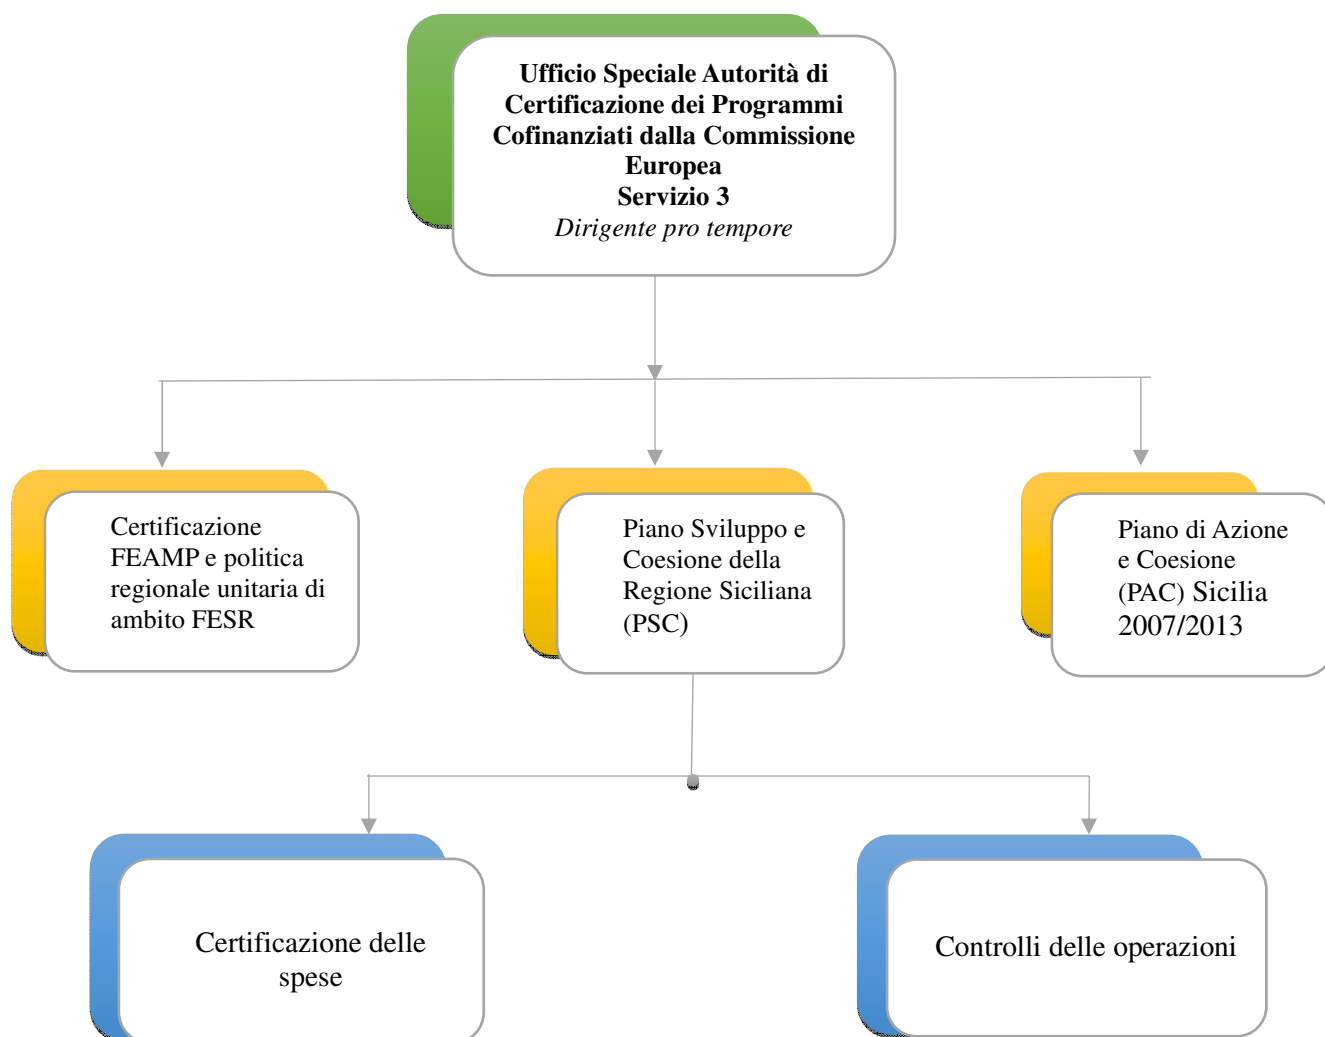 Ufficio Speciale Autorità di
Certificazione dei Programmi
Cofinanziati dalla Commissione
Europea
Servizio 3
Dirigente pro tempore
Certificazione
FEAMP e politica
regionale unitaria di
ambito FESR
Piano Sviluppo e
Coesione della
Regione Siciliana
(PSC)
Piano di Azione
e Coesione
(PAC) Sicilia
2007/2013
Certificazione delle
spese
Controlli delle operazioni